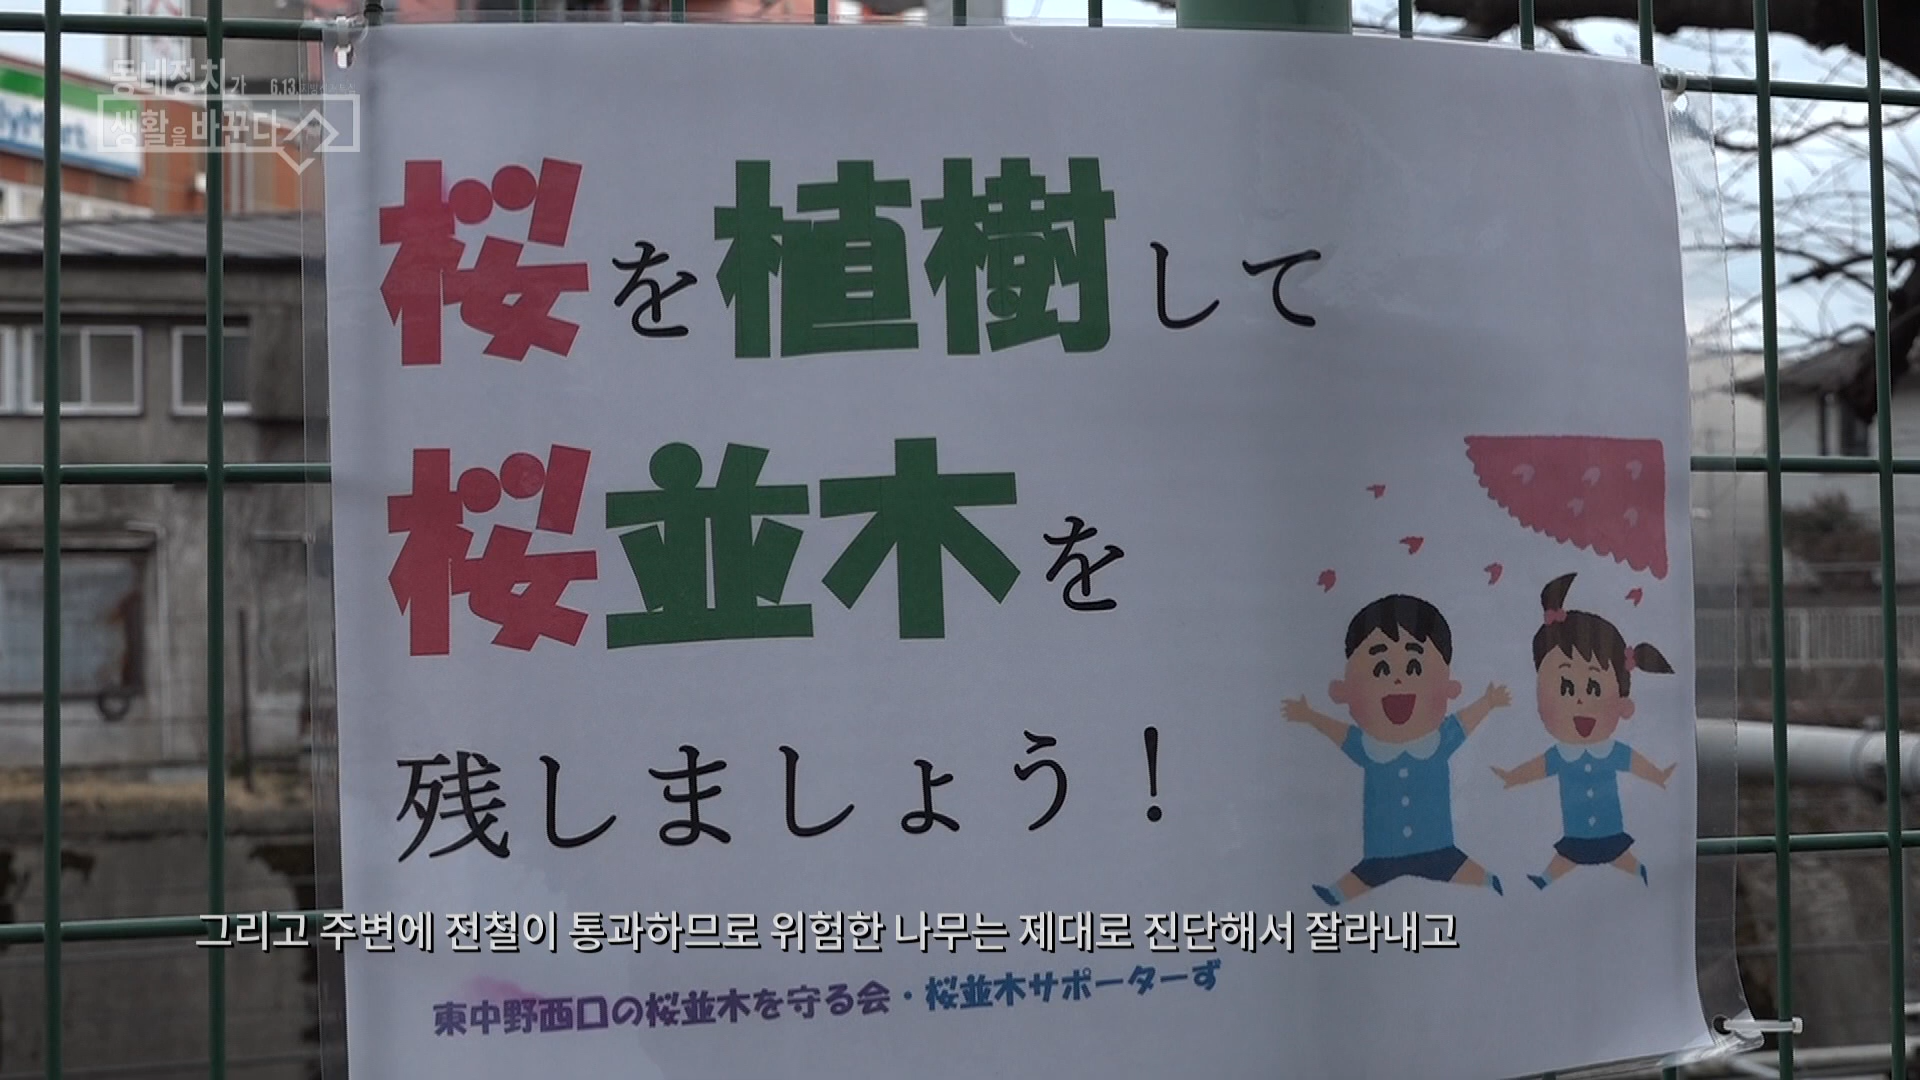 동네정치가
생활을 바꾼다
桜を植樹して
桜並木を
残しましょう！
그리고 주변에 전철이 통과하므로 위험한 나무는 제대로 진단해서 잘라내고
東中野西口の桜並木を守る会・桜並木サポーターず